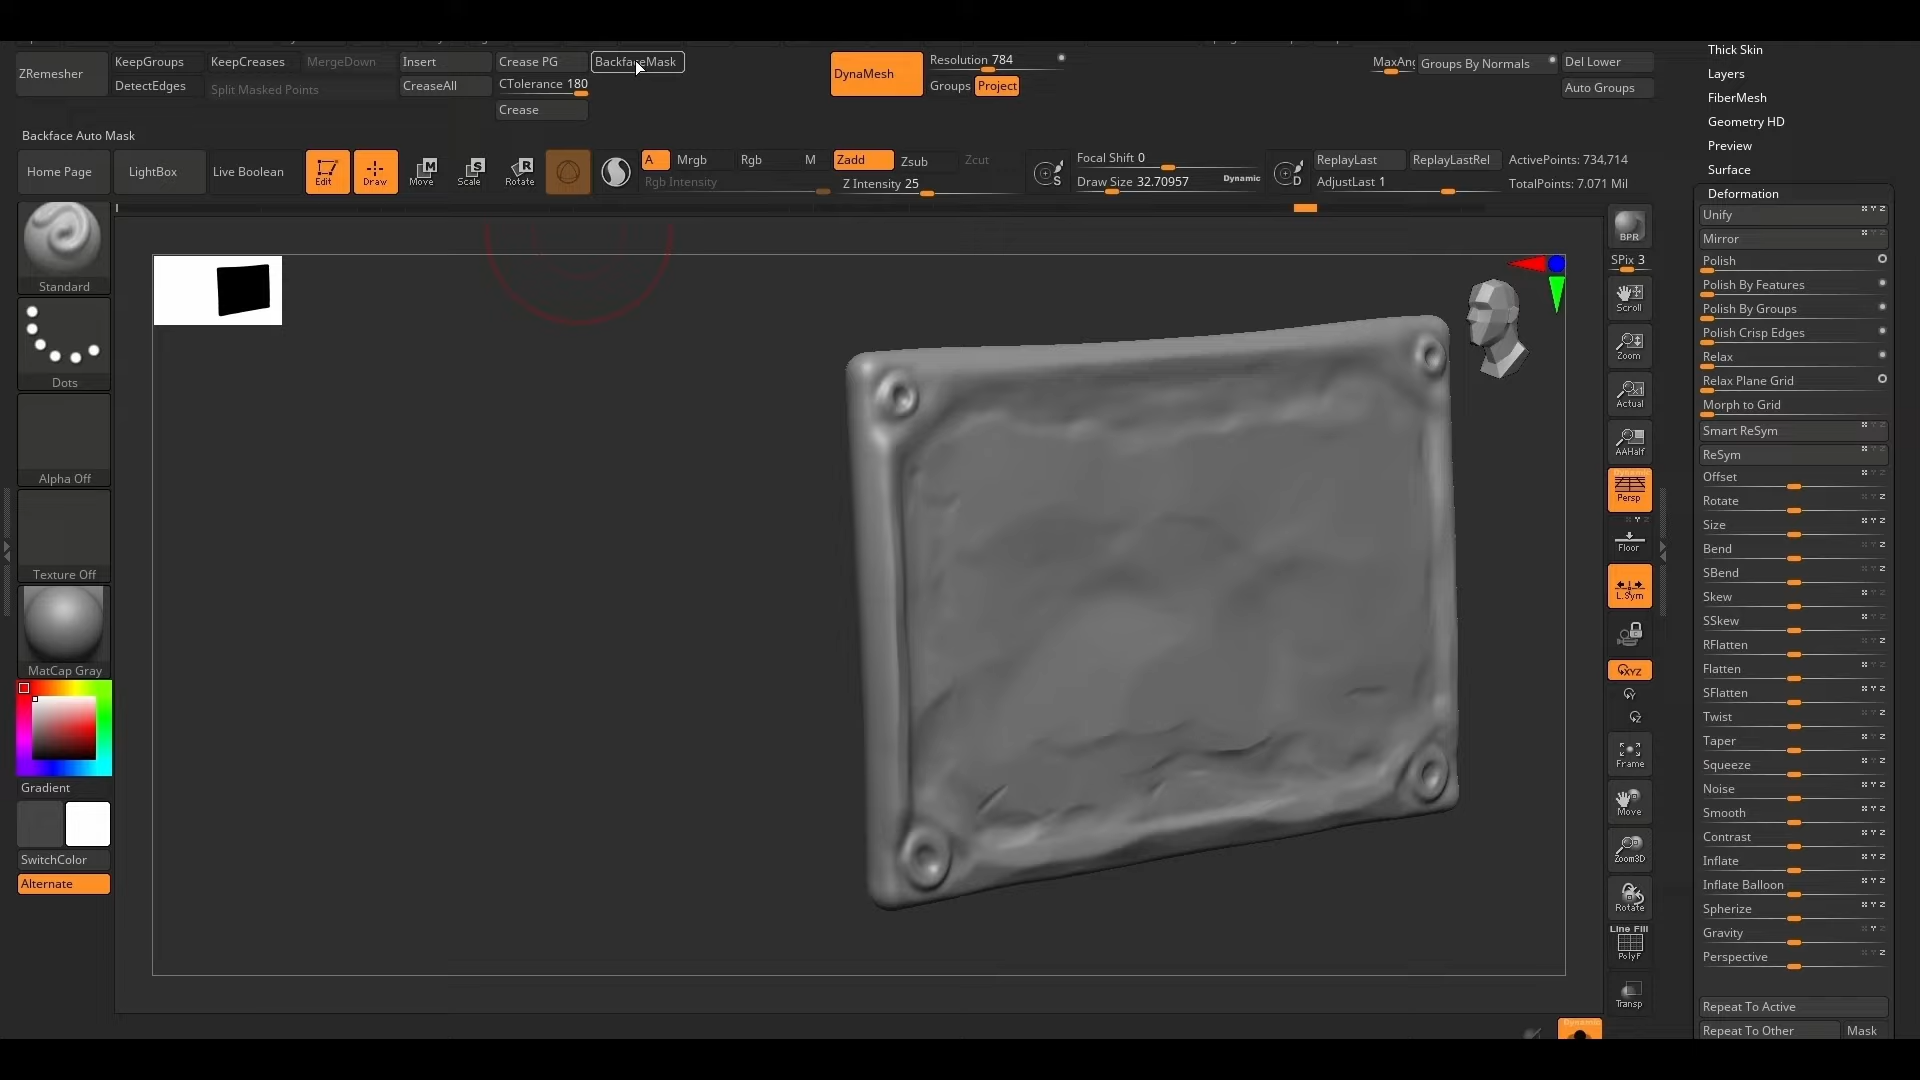 Thick Skin
ZRemesher
KeepGroups
KeepCreases
MergeDown
Insert
Crease PG
BackfaceMask
DynaMesh
Resolution 784
MaxAng
Groups By Normals
Del Lower
Layers
DetectEdges
Split Masked Points
CreaseAll
CTolerance 180
Groups
Project
Auto Groups
FiberMesh
Crease
Geometry HD
Backface Auto Mask
Preview
Home Page
LightBox
Live Boolean
Edit
Draw
Move
Scale
Rotate
A
Mrgb
Rgb
M
Zadd
Zsub
Zcut
Rgb Intensity
Z Intensity 25
S
Focal Shift 0
Draw Size 32.70957
Dynamic
D
ReplayLast
ReplayLastRel
AdjustLast 1
ActivePoints: 734,714
TotalPoints: 7.071 Mil
Surface
Deformation
Standard
Dots
Alpha Off
Texture Off
MatCap Gray
Gradient
SwitchColor
Alternate
BPR
SPix 3
Scroll
Zoom
Actual
AAHalf
Dynamic
Persp
Floor
L.Sym
XYZ
Y
Z
Frame
Move
Zoom3D
Rotate
Line Fill
PolyF
Transp
Dynamic
Unify
Mirror
Polish
Polish By Features
Polish By Groups
Polish Crisp Edges
Relax
Relax Plane Grid
Morph to Grid
Smart ReSym
ReSym
Offset
Rotate
Size
Bend
SBend
Skew
SSkew
RFlatten
Flatten
SFlatten
Twist
Taper
Squeeze
Noise
Smooth
Contrast
Inflate
Inflate Balloon
Spherize
Gravity
Perspective
Repeat To Active
Repeat To Other
Mask